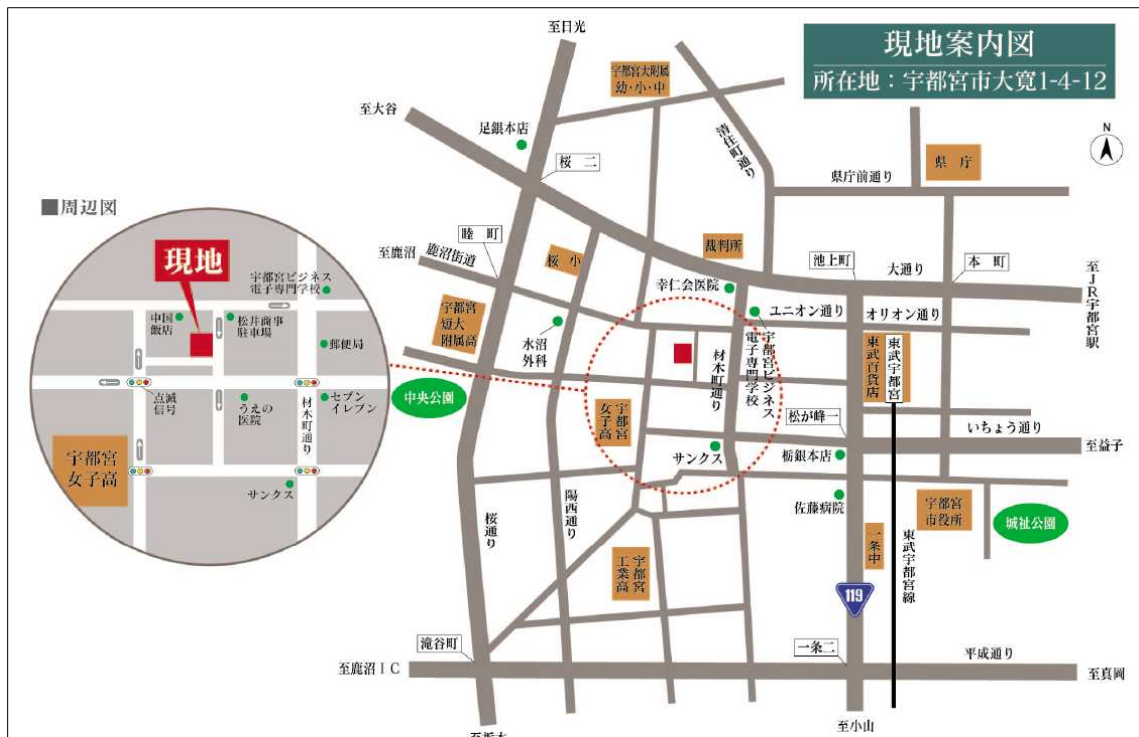 現地案内図
所在地：宇都宮市大寛1-4-12
至日光
宇都宮大附属
幼・小・中
至大谷
足銀本店
桜二
清住町通り
N
県庁
県庁前通り
■周辺図
現地
宇都宮ビジネス
電子専門学校
中国
飯店
松井商事
駐車場
郵便局
点滅
信号
うえの
医院
セブン
イレブン
材木町通り
宇都宮
女子高
サンクス
睦町
至鹿沼
鹿沼街道
桜小
裁判所
池上町
大通り
本町
至JR宇都宮駅
幸仁会医院
ユニオン通り
オリオン通り
宇都宮
短大
附属高
水沼
外科
宇都宮ビジネス
電子専門学校
材木町通り
東武百貨店
東武宇都宮
中央公園
宇都宮
女子高
松が峰一
いちょう通り
至益子
サンクス
栃銀本店
佐藤病院
宇都宮
市役所
城祉公園
桜通り
陽西通り
一条中
東武宇都宮線
宇都宮
工業高
119
滝谷町
一条二
平成通り
至鹿沼IC
至真岡
至小山
至栃木